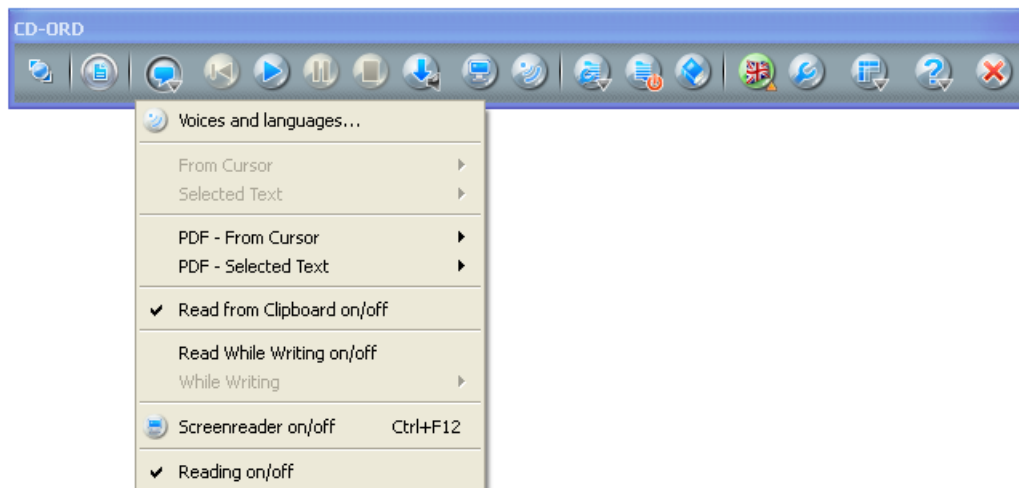 CD-ORD
Voices and languages...
From Cursor
Selected Text
PDF - From Cursor
PDF - Selected Text
Read from Clipboard on/off
Read While Writing on/off
While Writing
Screenreader on/off Ctrl+F12
Reading on/off